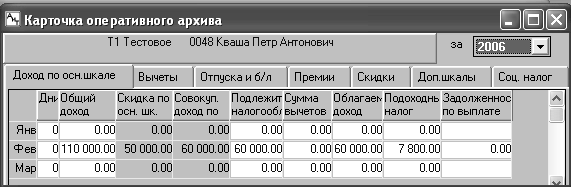 Карточка оперативного архива
Т1 Тестовое 0048 Кваша Петр Антонович за 2006
Доход по осн.шкале Вычеты Отпуска и б/л Премии Скидки Доп.шкалы Соц. налог
Дни Общий Скидка по Совокуп. Подлежит Сумма Облагаем Подоходны Задолженнос
доход осн. шк. доход по налогообл вычетов доход налог по выплате
Янв 0 0.00 0.00 0.00 0.00 0.00 0.00 0.00
Фев 0 110 000.00 50 000.00 60 000.00 60 000.00 0.00 60 000.00 7 800.00 0.00
Мар 0 0.00 0.00 0.00 0.00 0.00 0.00 0.00